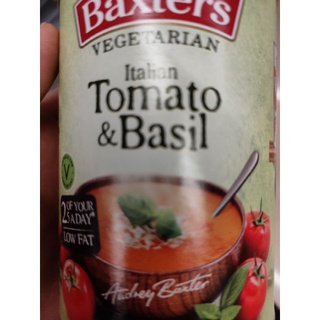 Baxters
VEGETARIAN
Italian
Tomato
& Basil
V
2 OF YOUR
5 A DAY*
LOW FAT
Audrey Baxter